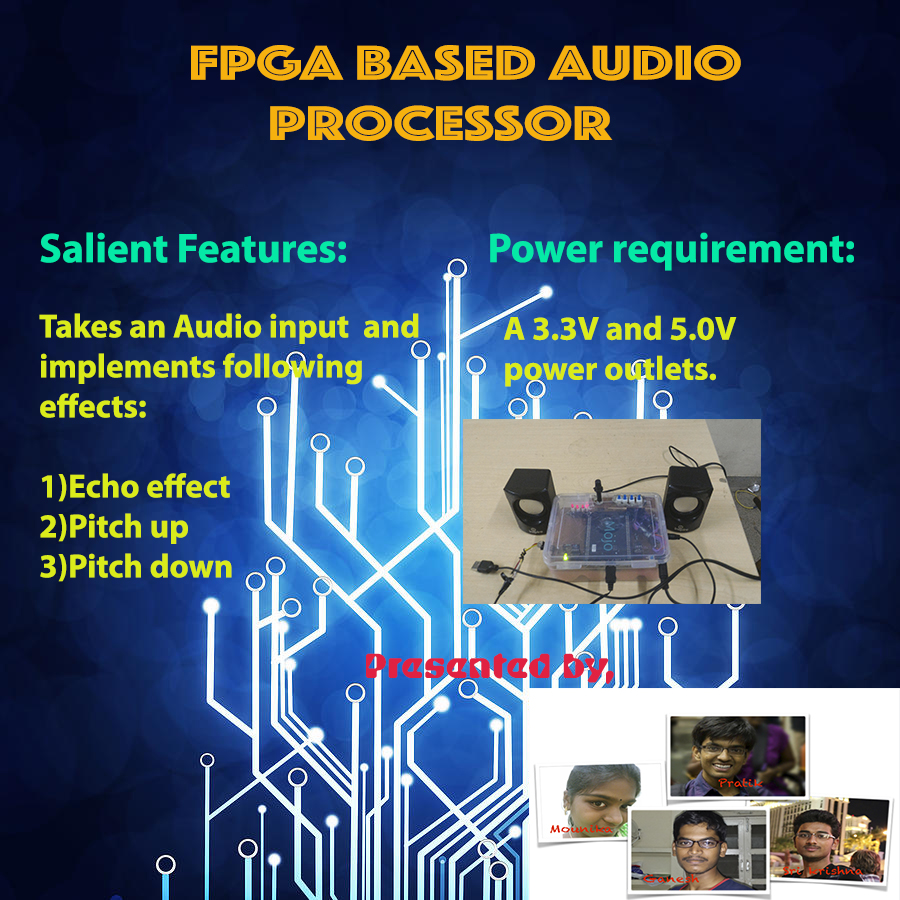 FPGA BASED AUDIO
PROCESSOR
Salient Features:
Takes an Audio input and
implements following
effects:
1)Echo effect
2)Pitch up
3)Pitch down
Power requirement:
A 3.3V and 5.0V
power outlets.
Mojo
Presented by,
Pratik
Mounika
Ganesh
Sri Krishna